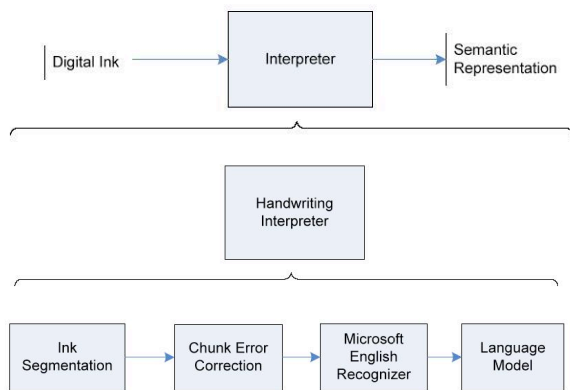 Digital Ink
Interpreter
Semantic
Representation
Handwriting
Interpreter
Ink
Segmentation
Chunk Error
Correction
Microsoft
English
Recognizer
Language
Model